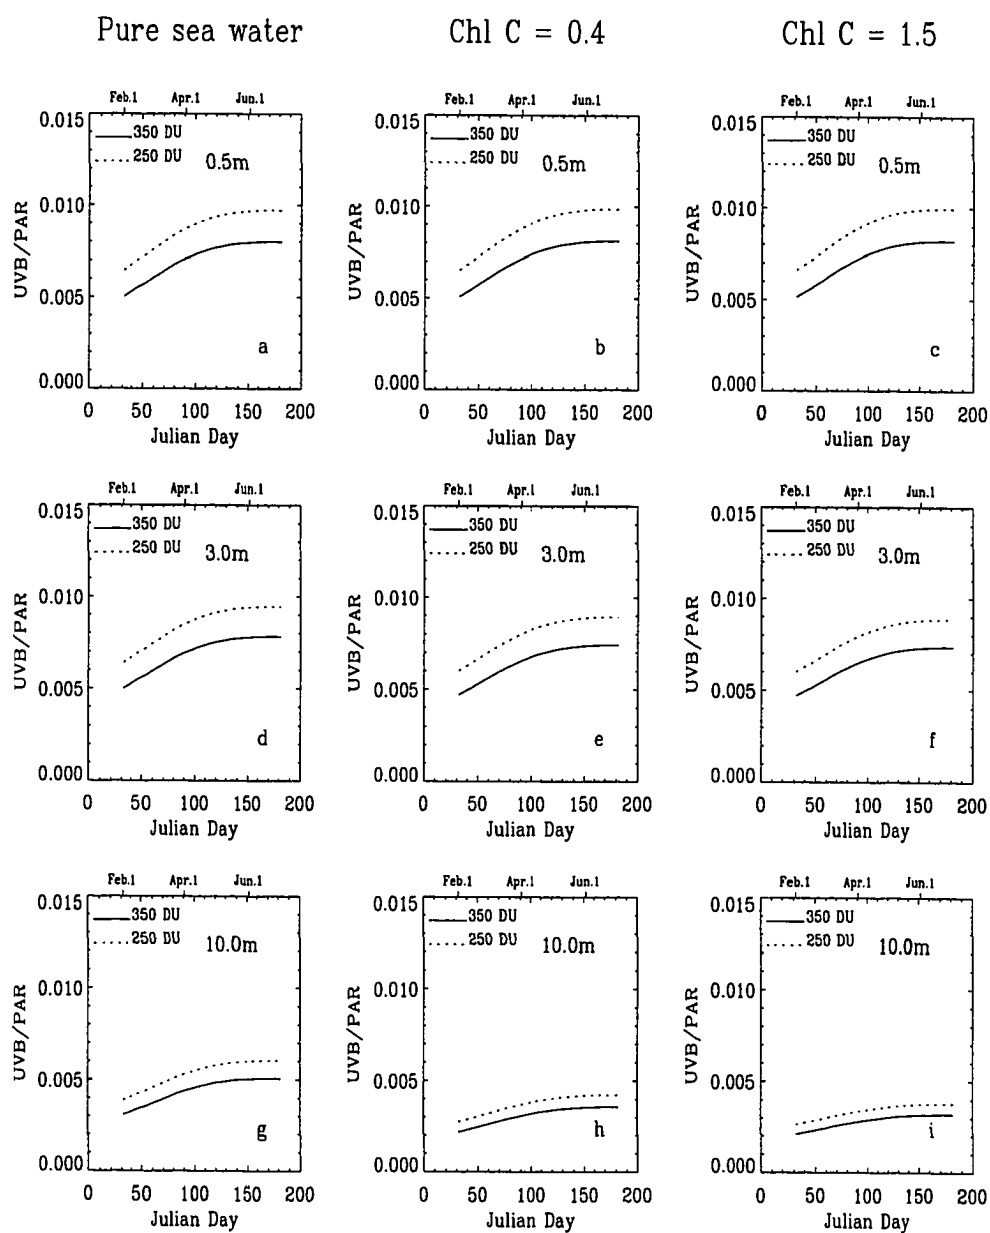 Pure sea water Chl C = 0.4 Chl C = 1.5
Feb.1 Apr.1 Jun.1
0.015
350 DU
250 DU 0.5m
0.010
UVB/PAR
0.005
a
0.000
0 50 100 150 200
Julian Day
Feb.1 Apr.1 Jun.1
0.015
350 DU
250 DU 0.5m
0.010
UVB/PAR
0.005
b
0.000
0 50 100 150 200
Julian Day
Feb.1 Apr.1 Jun.1
0.015
350 DU
250 DU 0.5m
0.010
UVB/PAR
0.005
c
0.000
0 50 100 150 200
Julian Day
Feb.1 Apr.1 Jun.1
0.015
350 DU
250 DU 3.0m
0.010
UVB/PAR
0.005
d
0.000
0 50 100 150 200
Julian Day
Feb.1 Apr.1 Jun.1
0.015
350 DU
250 DU 3.0m
0.010
UVB/PAR
0.005
e
0.000
0 50 100 150 200
Julian Day
Feb.1 Apr.1 Jun.1
0.015
350 DU
250 DU 3.0m
0.010
UVB/PAR
0.005
f
0.000
0 50 100 150 200
Julian Day
Feb.1 Apr.1 Jun.1
0.015
350 DU
250 DU 10.0m
0.010
UVB/PAR
0.005
g
0.000
0 50 100 150 200
Julian Day
Feb.1 Apr.1 Jun.1
0.015
350 DU
250 DU 10.0m
0.010
UVB/PAR
0.005
h
0.000
0 50 100 150 200
Julian Day
Feb.1 Apr.1 Jun.1
0.015
350 DU
250 DU 10.0m
0.010
UVB/PAR
0.005
i
0.000
0 50 100 150 200
Julian Day